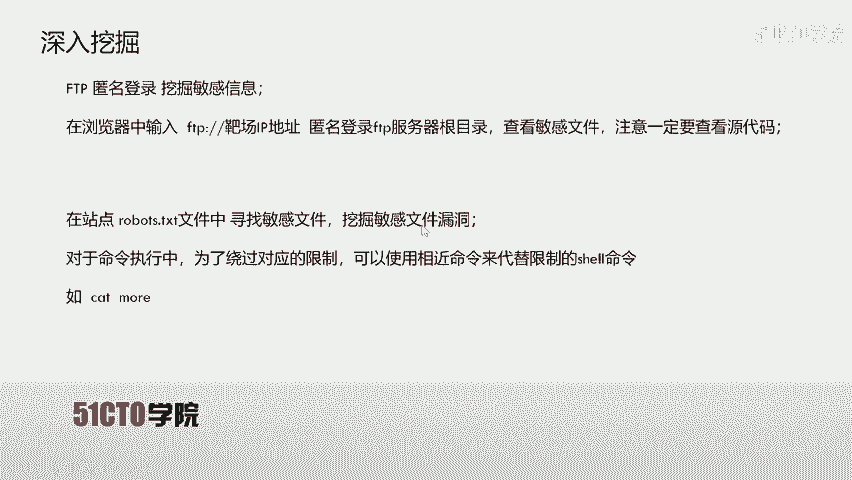 深入挖掘
FTP 匿名登录 挖掘敏感信息；
在浏览器中输入 ftp://靶场IP地址 匿名登录ftp服务器根目录，查看敏感文件，注意一定要查看源代码；
在站点 robots.txt文件中 寻找敏感文件，挖掘敏感文件漏洞；
对于命令执行中，为了绕过对应的限制，可以使用相近命令来代替限制的shell命令
如 cat more
51CTO学院